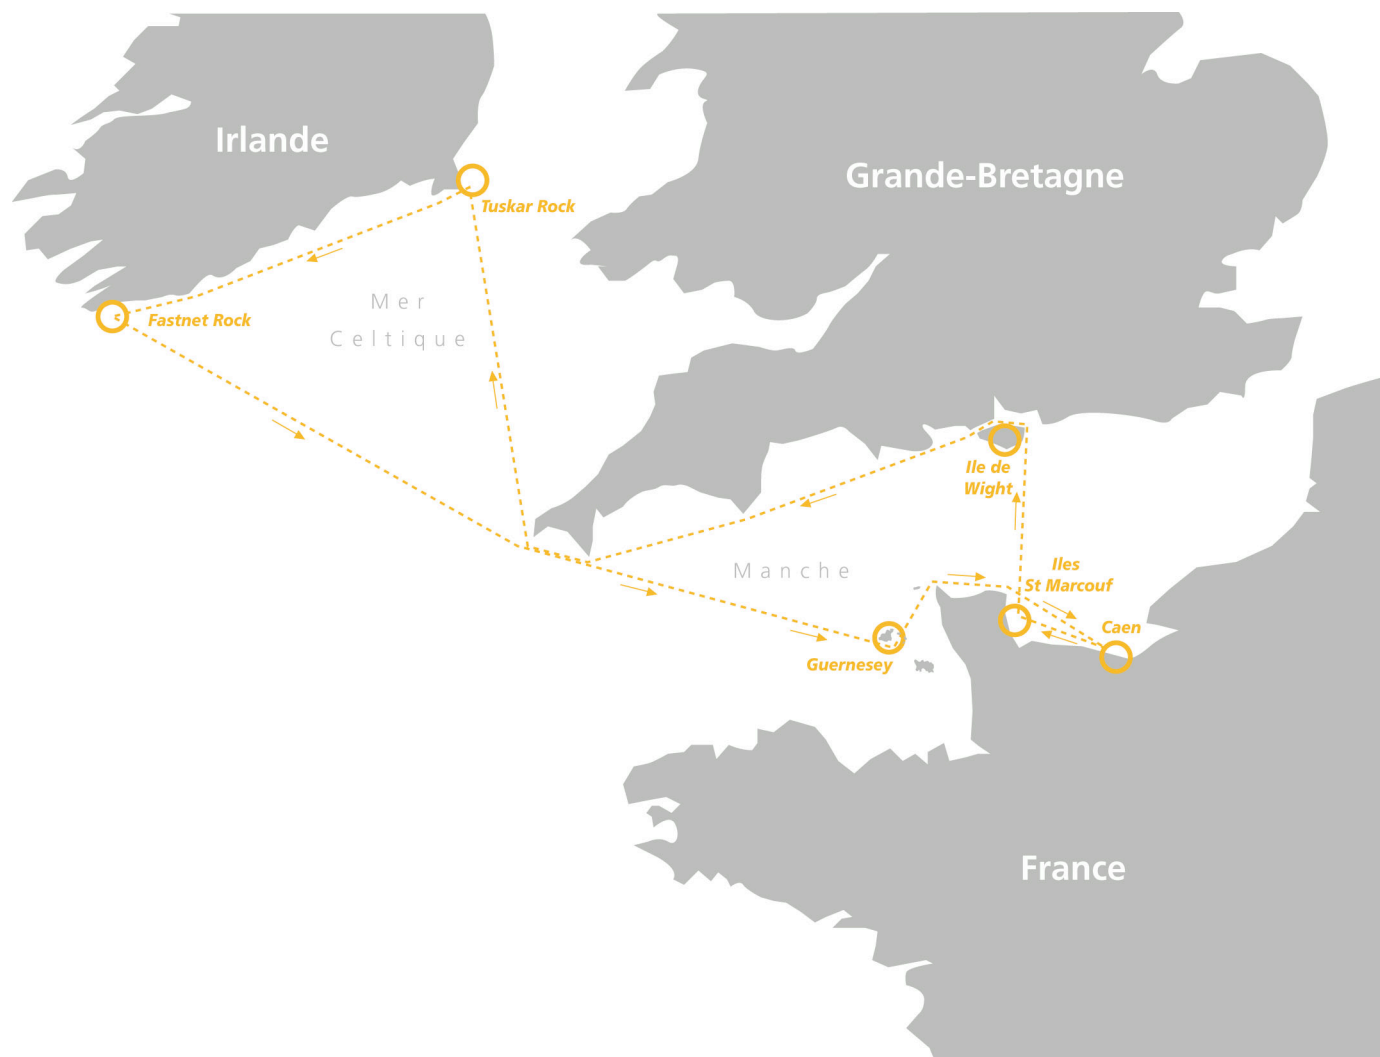 Irlande
Grande-Bretagne
Tuskar Rock
Mer
Celtique
Fastnet Rock
Ile de
Wight
Manche
Iles
St Marcouf
Caen
Guernesey
France